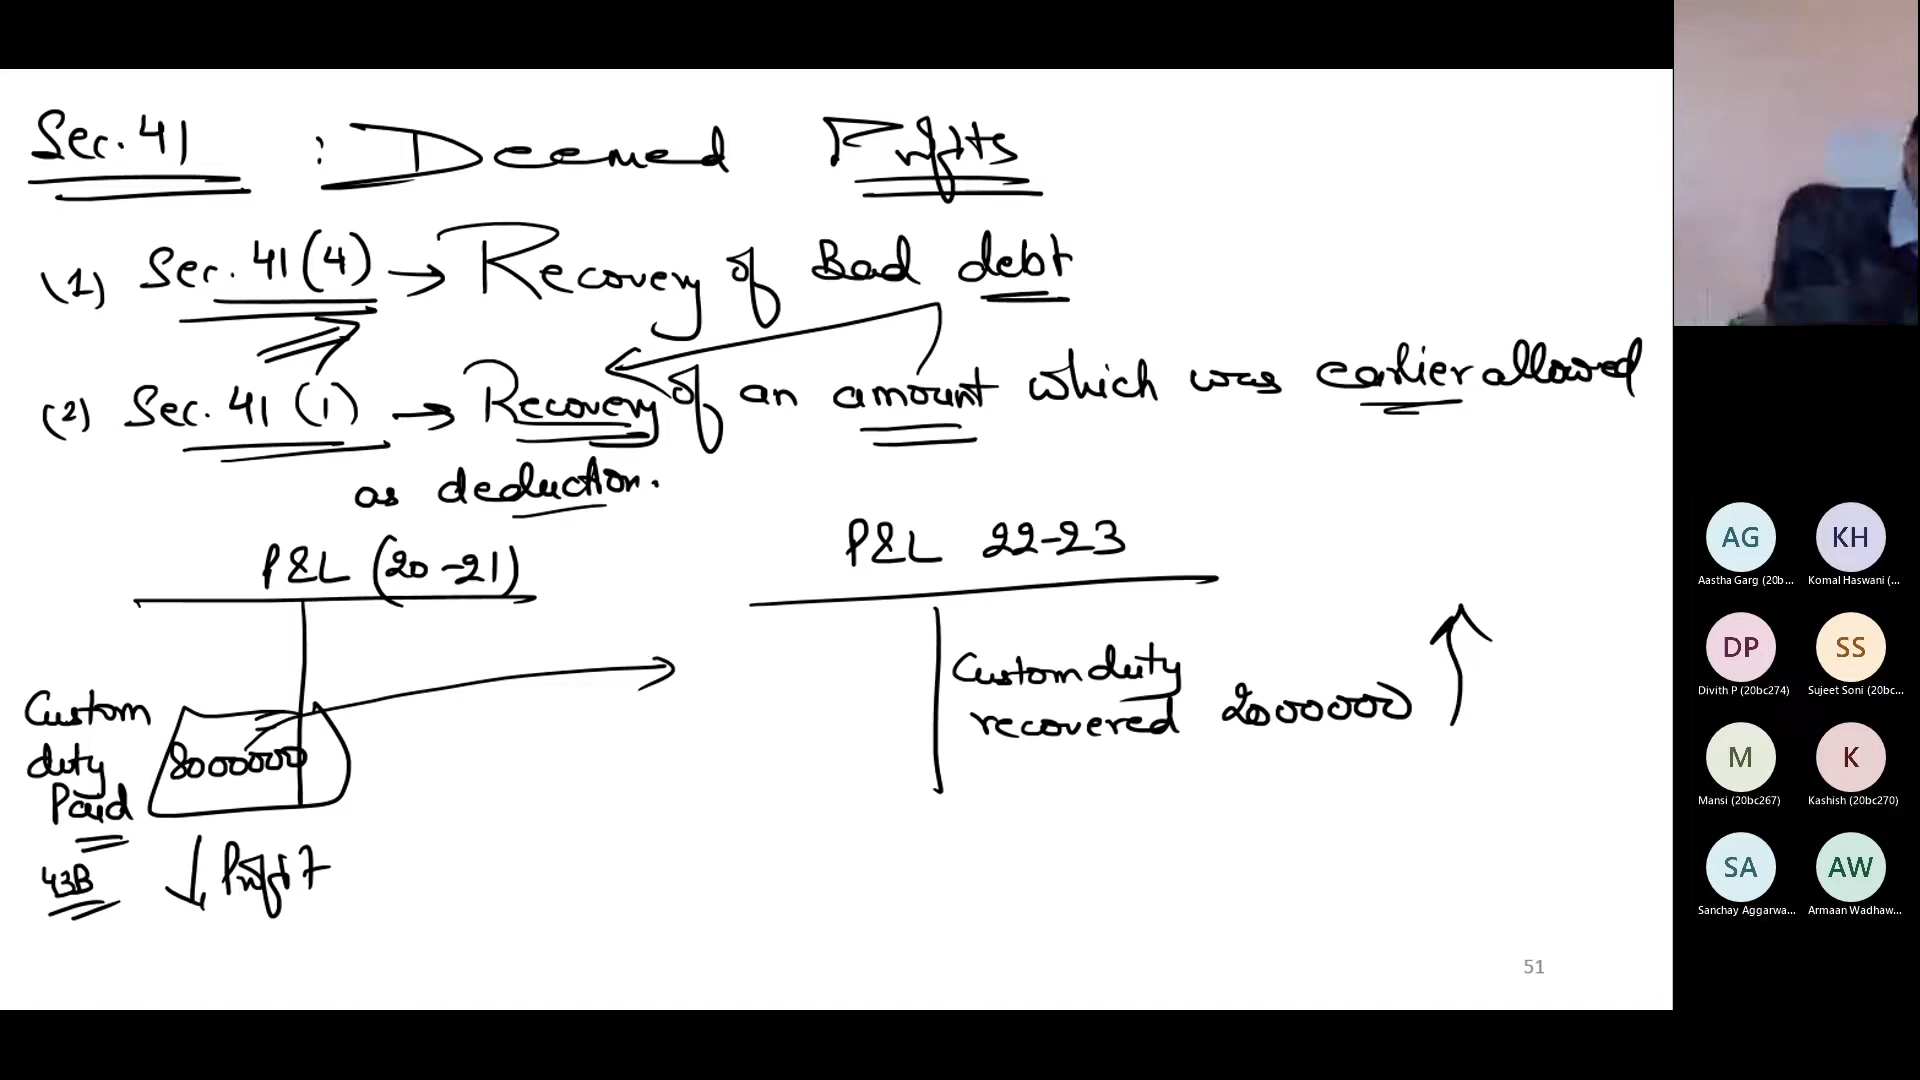 Sec. 41 : Deemed Profits
(1) Sec. 41 (4) → Recovery of Bad debt
(2) Sec. 41 (1) → Recovery of an amount which was earlier allowed
as deduction.
P&L (20-21)
Custom
duty
Paid
2000000
43B
↓ Profit
P&L 22-23
Custom duty
recovered 2000000 ↑
51
AG
Aastha Garg (20b...
KH
Komal Haswani (...
DP
Divith P (20bc274)
SS
Sujeet Soni (20bc...
M
Mansi (20bc267)
K
Kashish (20bc270)
SA
Sanchay Aggarwa...
AW
Armaan Wadhaw...